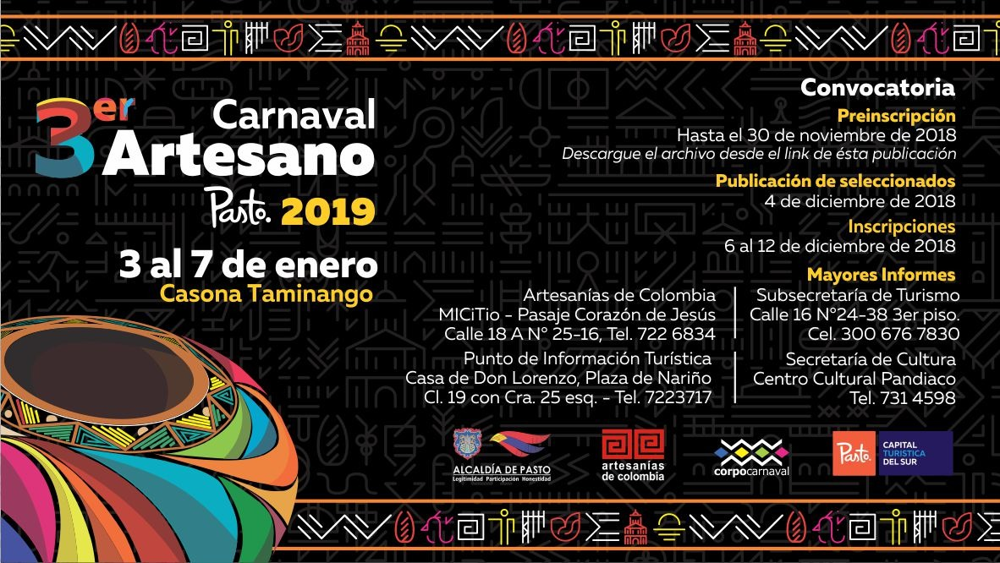 3er Carnaval
Artesano
Pasto. 2019
3 al 7 de enero
Casona Taminango
Convocatoria
Preinscripción
Hasta el 30 de noviembre de 2018
Descargue el archivo desde el link de ésta publicación
Publicación de seleccionados
4 de diciembre de 2018
Inscripciones
6 al 12 de diciembre de 2018
Mayores Informes
Artesanías de Colombia
MICiTio - Pasaje Corazón de Jesús
Calle 18 A N° 25-16, Tel. 722 6834
Subsecretaría de Turismo
Calle 16 N°24-38 3er piso.
Cel. 300 676 7830
Punto de Información Turística
Casa de Don Lorenzo, Plaza de Nariño
Cl. 19 con Cra. 25 esq. - Tel. 7223717
Secretaría de Cultura
Centro Cultural Pandiaco
Tel. 731 4598
ALCALDÍA DE PASTO
Legitimidad Participación Honestidad
artesanías
de colombia
corpocarnaval
Pasto.
CAPITAL
TURÍSTICA
DEL SUR